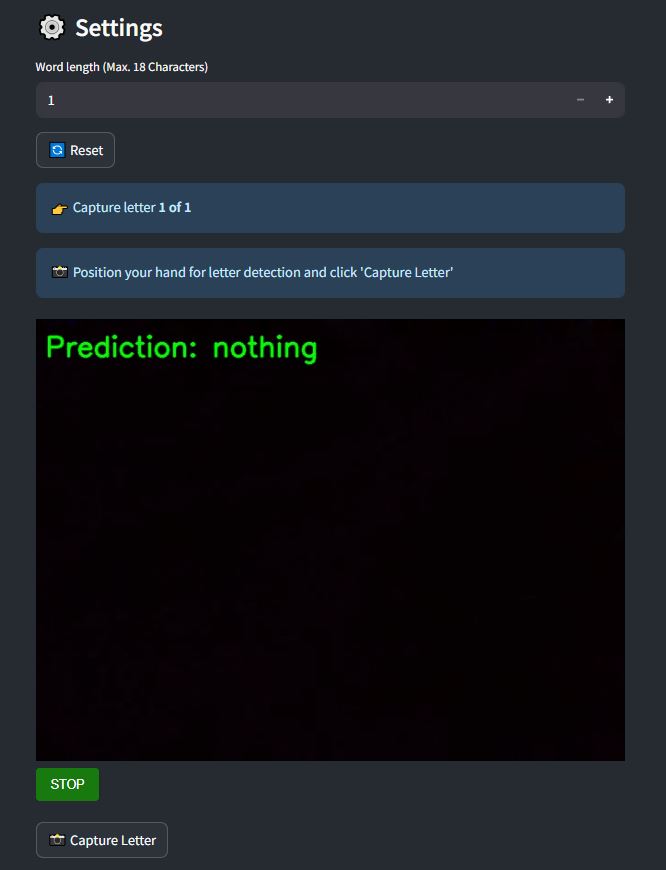 Settings
Word length (Max. 18 Characters)
1
Reset
Capture letter 1 of 1
Position your hand for letter detection and click 'Capture Letter'
Prediction: nothing
STOP
Capture Letter